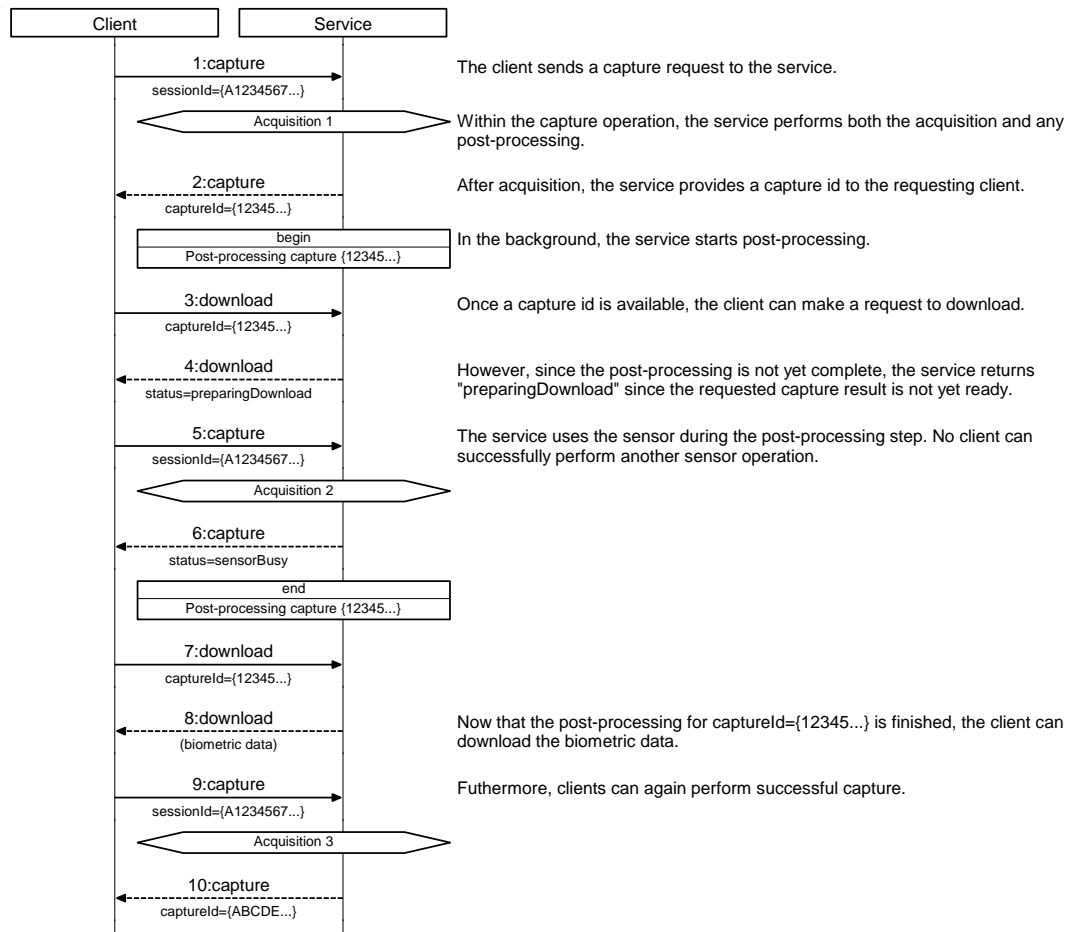 Client
Service
1:capture
The client sends a capture request to the service.
sessionId={A1234567...}
Acquisition 1
Within the capture operation, the service performs both the acquisition and any
post-processing.
2:capture
After acquisition, the service provides a capture id to the requesting client.
captureId={12345...}
begin
In the background, the service starts post-processing.
Post-processing capture {12345...}
3:download
Once a capture id is available, the client can make a request to download.
captureId={12345...}
4:download
However, since the post-processing is not yet complete, the service returns
"preparingDownload" since the requested capture result is not yet ready.
status=preparingDownload
5:capture
The service uses the sensor during the post-processing step. No client can
successfully perform another sensor operation.
sessionId={A1234567...}
Acquisition 2
6:capture
status=sensorBusy
end
Post-processing capture {12345...}
7:download
captureId={12345...}
8:download
Now that the post-processing for captureId={12345...} is finished, the client can
download the biometric data.
(biometric data)
9:capture
Futhermore, clients can again perform successful capture.
sessionId={A1234567...}
Acquisition 3
10:capture
captureId={ABCDE...}